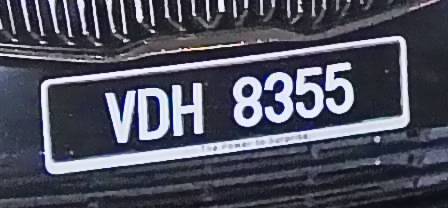 VDH 8355
The Power to Surprise